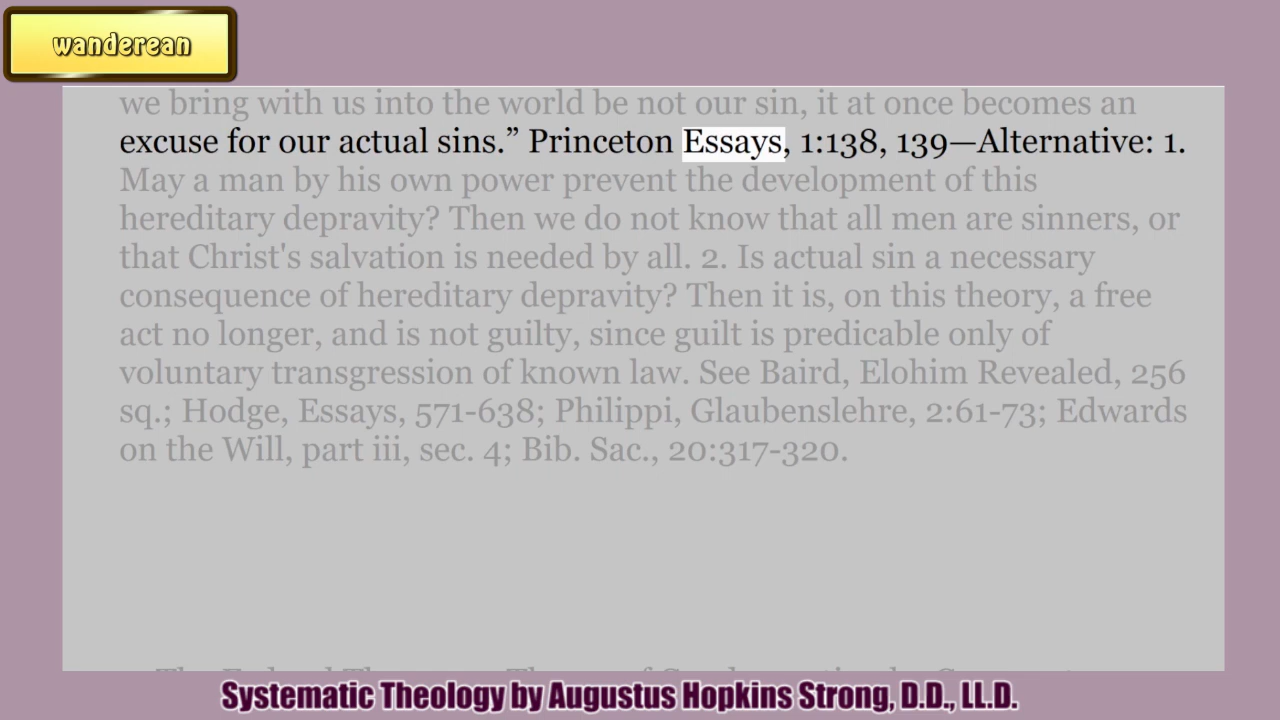 wanderean
we bring with us into the world be not our sin, it at once becomes an
excuse for our actual sins.” Princeton Essays, 1:138, 139—Alternative: 1.
May a man by his own power prevent the development of this
hereditary depravity? Then we do not know that all men are sinners, or
that Christ's salvation is needed by all. 2. Is actual sin a necessary
consequence of hereditary depravity? Then it is, on this theory, a free
act no longer, and is not guilty, since guilt is predicable only of
voluntary transgression of known law. See Baird, Elohim Revealed, 256
sq.; Hodge, Essays, 571-638; Philippi, Glaubenslehre, 2:61-73; Edwards
on the Will, part iii, sec. 4; Bib. Sac., 20:317-320.
Systematic Theology by Augustus Hopkins Strong, D.D., LL.D.